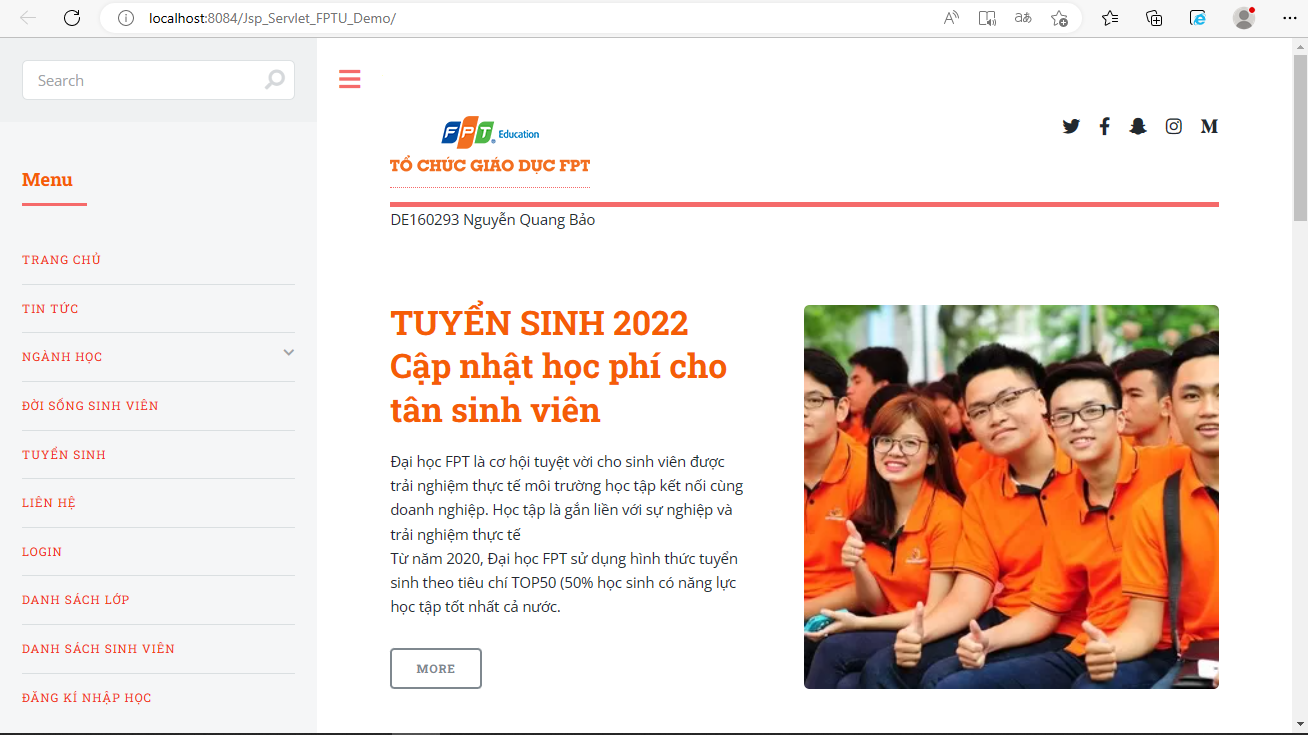 localhost:8084/Jsp_Servlet_FPTU_Demo/
Search
Menu
TRANG CHỦ
TIN TỨC
NGÀNH HỌC
ĐỜI SỐNG SINH VIÊN
TUYỂN SINH
LIÊN HỆ
LOGIN
DANH SÁCH LỚP
DANH SÁCH SINH VIÊN
ĐĂNG KÍ NHẬP HỌC
FPT Education
TỔ CHỨC GIÁO DỤC FPT
DE160293 Nguyễn Quang Bảo
TUYỂN SINH 2022
Cập nhật học phí cho
tân sinh viên
Đại học FPT là cơ hội tuyệt vời cho sinh viên được
trải nghiệm thực tế môi trường học tập kết nối cùng
doanh nghiệp. Học tập là gắn liền với sự nghiệp và
trải nghiệm thực tế
Từ năm 2020, Đại học FPT sử dụng hình thức tuyển
sinh theo tiêu chí TOP50 (50% học sinh có năng lực
học tập tốt nhất cả nước.
MORE